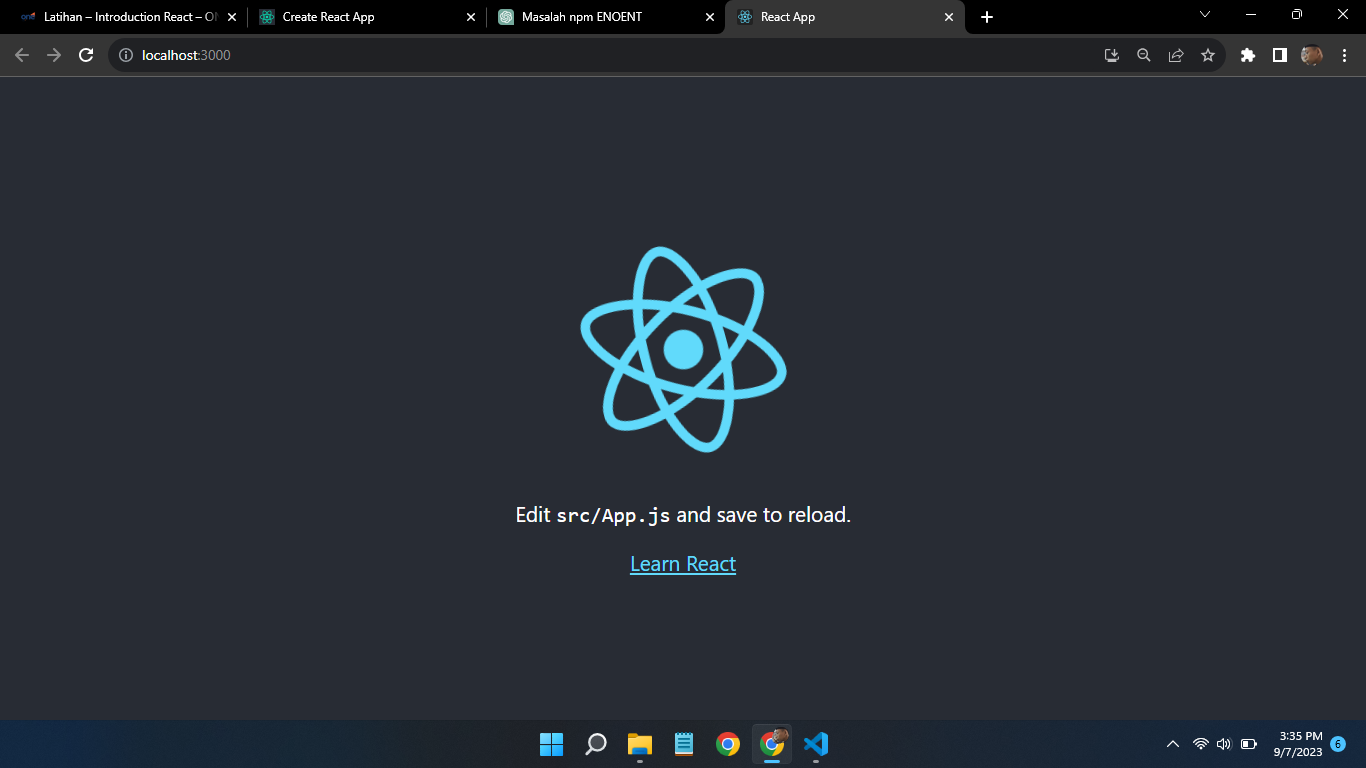 Latihan – Introduction React – ON
Create React App
Masalah npm ENOENT
React App
localhost:3000
Edit src/App.js and save to reload.
Learn React
3:35 PM
9/7/2023
6